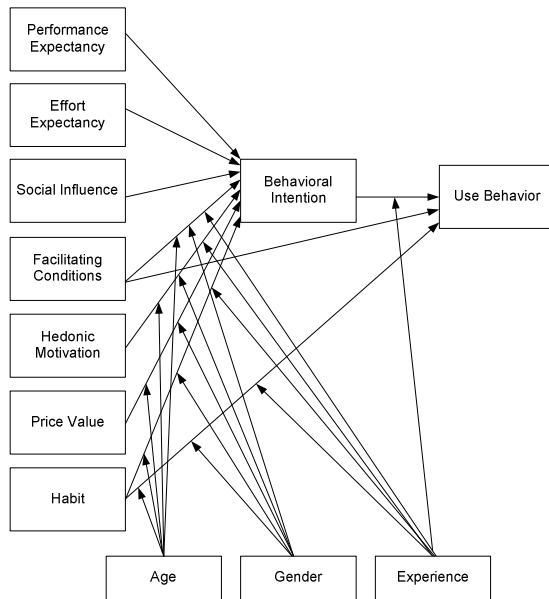 Performance
Expectancy
Effort
Expectancy
Social Influence
Facilitating
Conditions
Hedonic
Motivation
Price Value
Habit
Behavioral
Intention
Use Behavior
Age
Gender
Experience